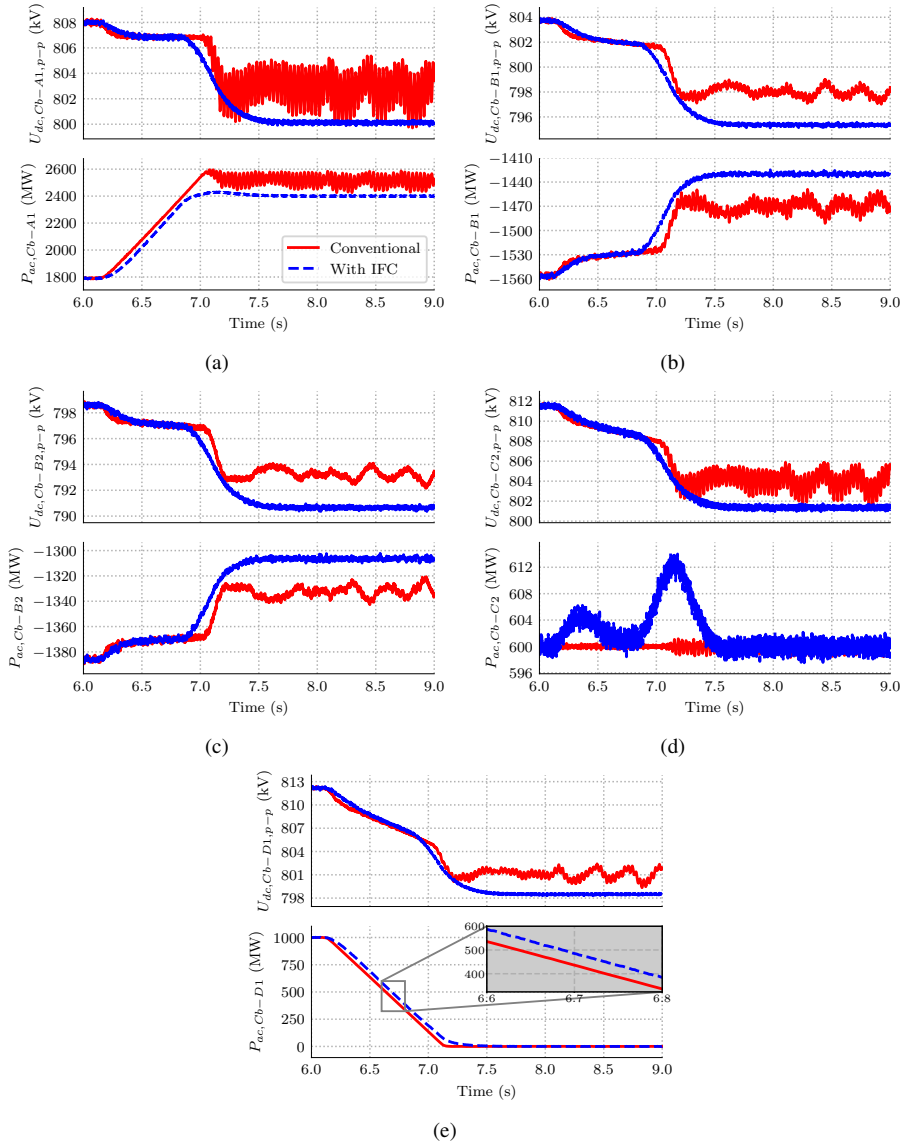 U_{dc,Cb−A1,p−p} (kV)
808
806
804
802
800
P_{ac,Cb−A1} (MW)
2600
2400
2200
2000
1800
Conventional
With IFC
6.0 6.5 7.0 7.5 8.0 8.5 9.0
Time (s)
(a)
U_{dc,Cb−B1,p−p} (kV)
804
802
800
798
796
P_{ac,Cb−B1} (MW)
−1410
−1440
−1470
−1500
−1530
−1560
6.0 6.5 7.0 7.5 8.0 8.5 9.0
Time (s)
(b)
U_{dc,Cb−B2,p−p} (kV)
798
796
794
792
790
P_{ac,Cb−B2} (MW)
−1300
−1320
−1340
−1360
−1380
6.0 6.5 7.0 7.5 8.0 8.5 9.0
Time (s)
(c)
U_{dc,Cb−C2,p−p} (kV)
812
810
808
806
804
802
800
P_{ac,Cb−C2} (MW)
612
608
604
600
596
6.0 6.5 7.0 7.5 8.0 8.5 9.0
Time (s)
(d)
U_{dc,Cb−D1,p−p} (kV)
813
810
807
804
801
798
P_{ac,Cb−D1} (MW)
1000
750
500
250
0
600
500
400
6.6 6.7 6.8
6.0 6.5 7.0 7.5 8.0 8.5 9.0
Time (s)
(e)